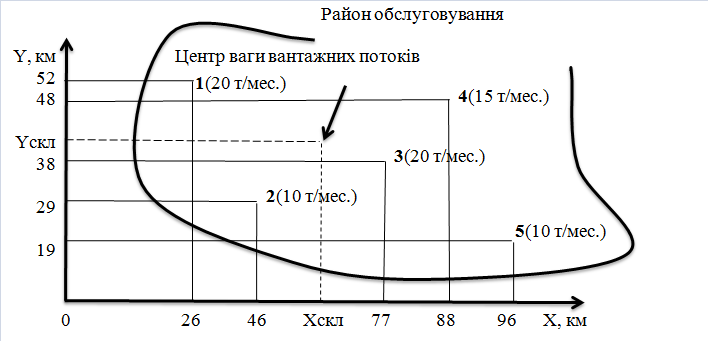 Район обслуговування
Y, км
Центр ваги вантажних потоків
52
1(20 т/мес.)
48
4(15 т/мес.)
Yскл
38
3(20 т/мес.)
2(10 т/мес.)
29
5(10 т/мес.)
19
0 26 46 Xскл 77 88 96 X, км